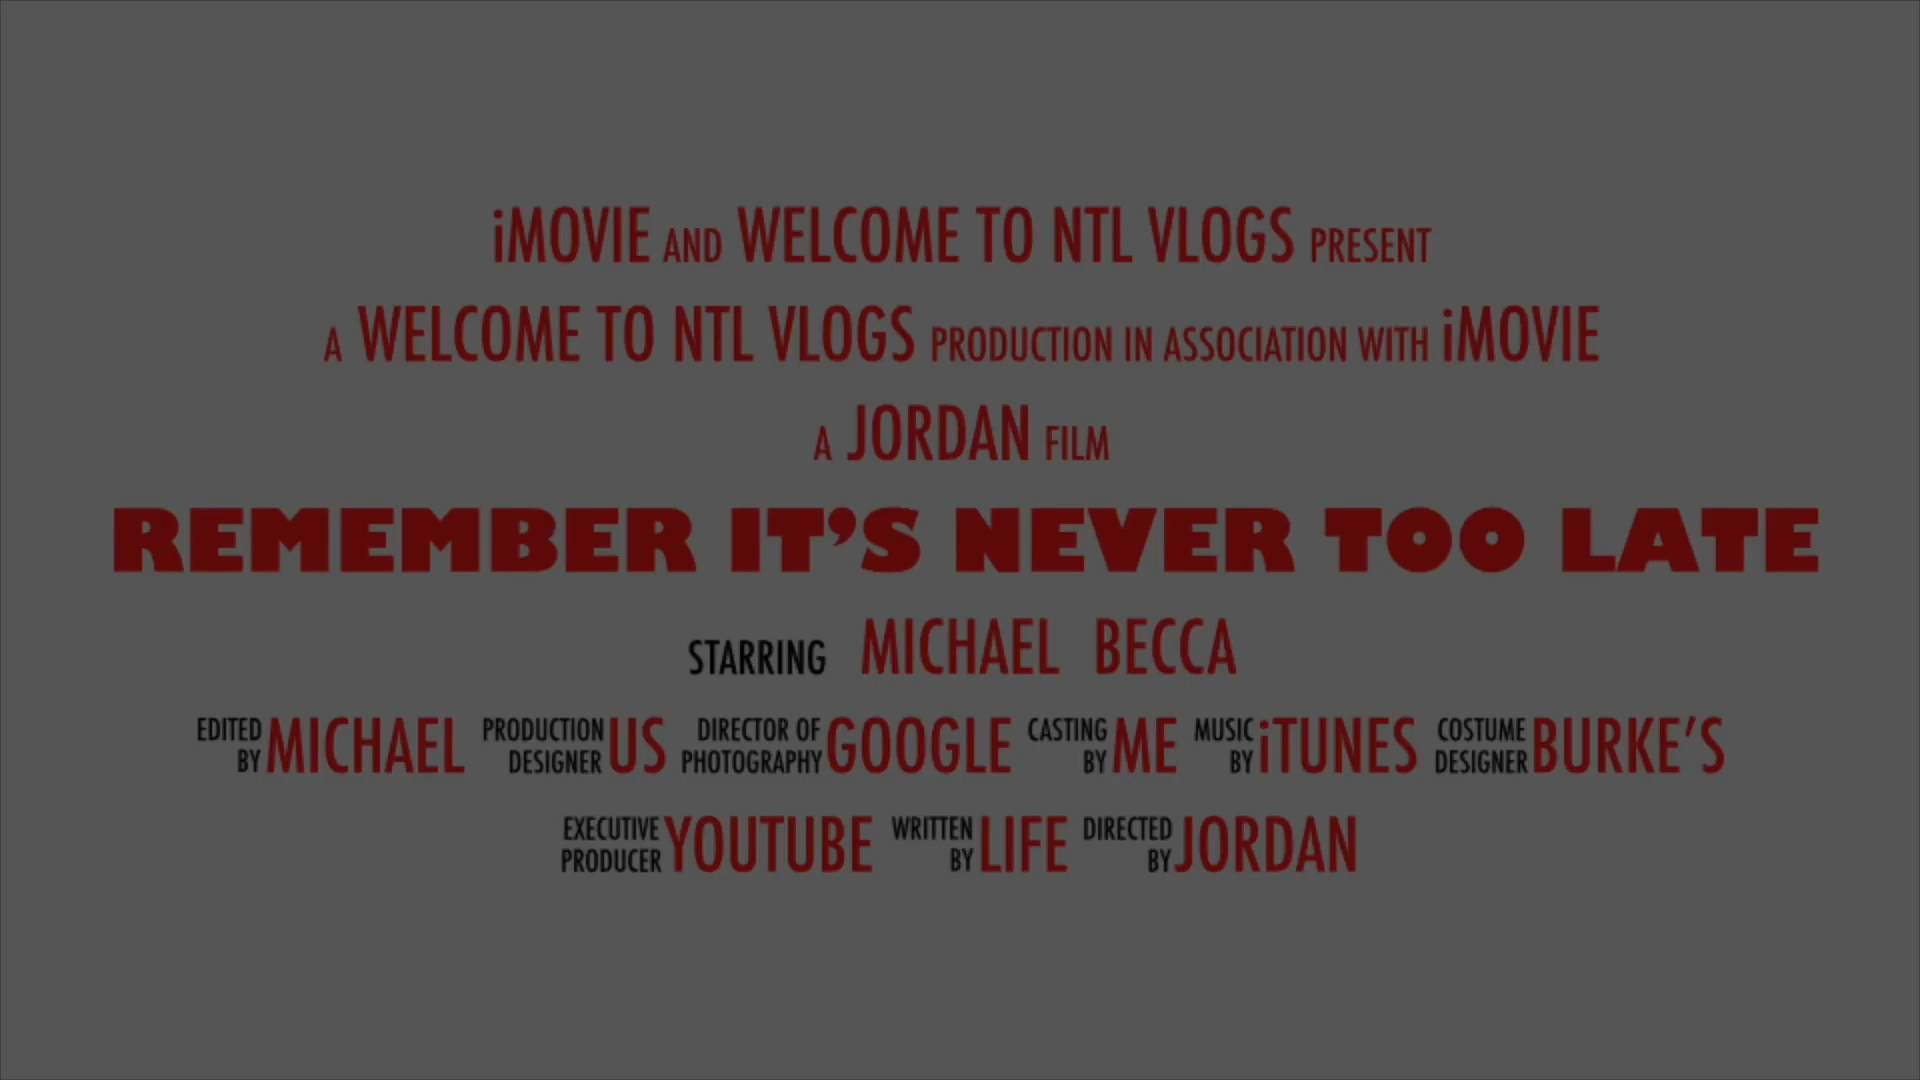 iMOVIE AND WELCOME TO NTL VLOGS PRESENT
A WELCOME TO NTL VLOGS PRODUCTION IN ASSOCIATION WITH iMOVIE
A JORDAN FILM
REMEMBER IT'S NEVER TOO LATE
STARRING MICHAEL BECCA
EDITED BY MICHAEL PRODUCTION DESIGNER US DIRECTOR OF PHOTOGRAPHY GOOGLE CASTING BY ME MUSIC BY iTUNES COSTUME DESIGNER BURKE'S
EXECUTIVE PRODUCER YOUTUBE WRITTEN BY LIFE DIRECTED BY JORDAN